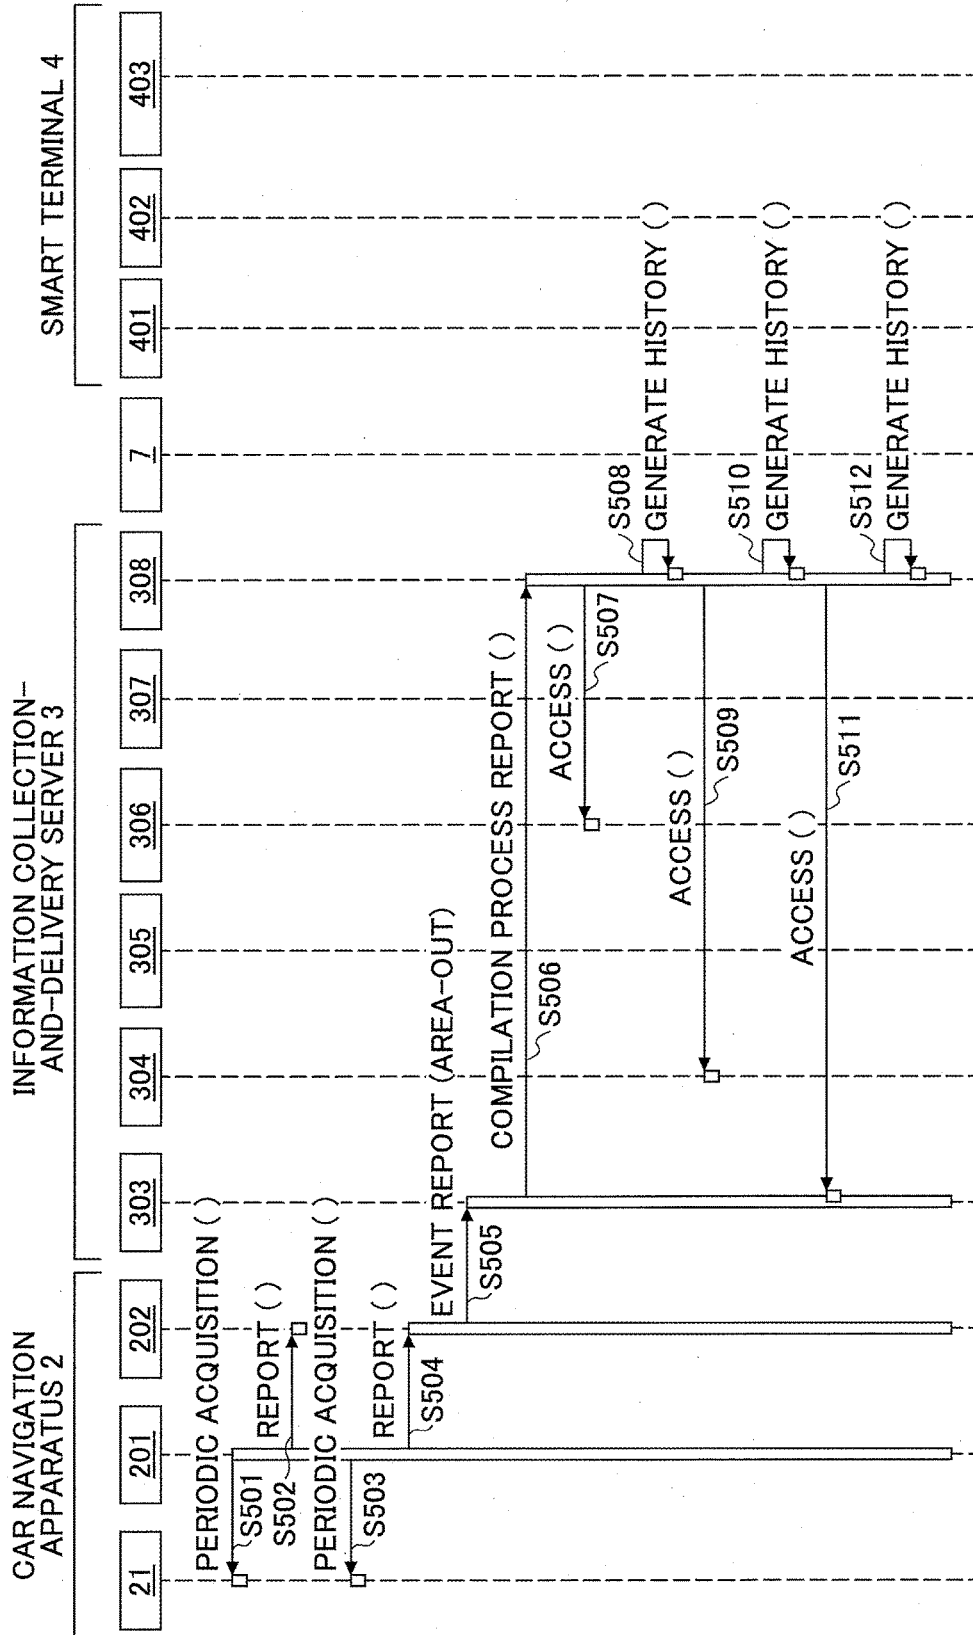 CAR NAVIGATION
APPARATUS 2
INFORMATION COLLECTION-
AND-DELIVERY SERVER 3
SMART TERMINAL 4
21
201
202
303
304
305
306
307
308
7
401
402
403
PERIODIC ACQUISITION ( )
S501
REPORT ( )
S502
PERIODIC ACQUISITION ( )
S503
REPORT ( )
S504
EVENT REPORT (AREA-OUT)
S505
COMPILATION PROCESS REPORT ( )
S506
ACCESS ( )
S507
S508
GENERATE HISTORY ( )
ACCESS ( )
S509
S510
GENERATE HISTORY ( )
ACCESS ( )
S511
S512
GENERATE HISTORY ( )